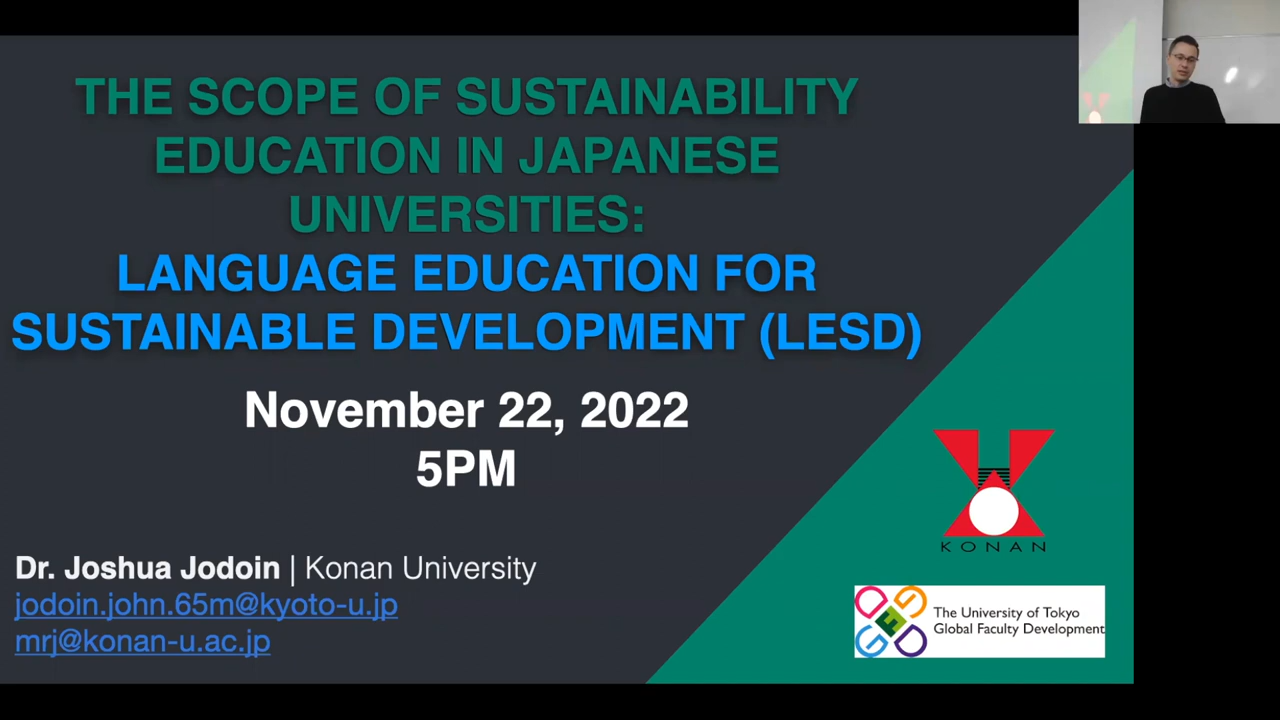 THE SCOPE OF SUSTAINABILITY
EDUCATION IN JAPANESE
UNIVERSITIES:
LANGUAGE EDUCATION FOR
SUSTAINABLE DEVELOPMENT (LESD)
November 22, 2022
5PM
Dr. Joshua Jodoin | Konan University
jodoin.john.65m@kyoto-u.jp
mrj@konan-u.ac.jp
KONAN
GFD
The University of Tokyo
Global Faculty Development